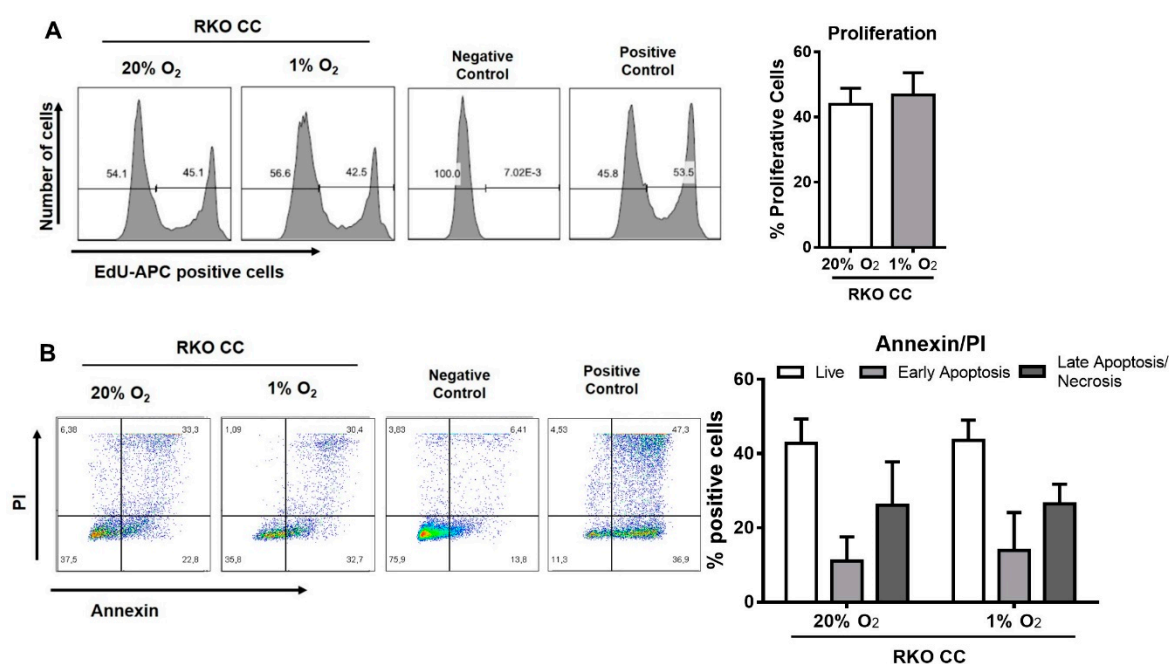 A
RKO CC
20% O2
1% O2
Negative
Control
Positive
Control
Number of cells
54.1
45.1
56.6
42.5
100.0
7.02E-3
45.8
53.5
EdU-APC positive cells
Proliferation
% Proliferative Cells
60
40
20
0
20% O2
1% O2
RKO CC
B
RKO CC
20% O2
1% O2
Negative
Control
Positive
Control
PI
6,38
33,3
37,5
22,8
1,09
30,4
35,8
32,7
3,83
6,41
75,9
13,8
4,53
47,3
11,3
36,9
Annexin
Annexin/PI
Live
Early Apoptosis
Late Apoptosis/
Necrosis
% positive cells
60
40
20
0
20% O2
1% O2
RKO CC